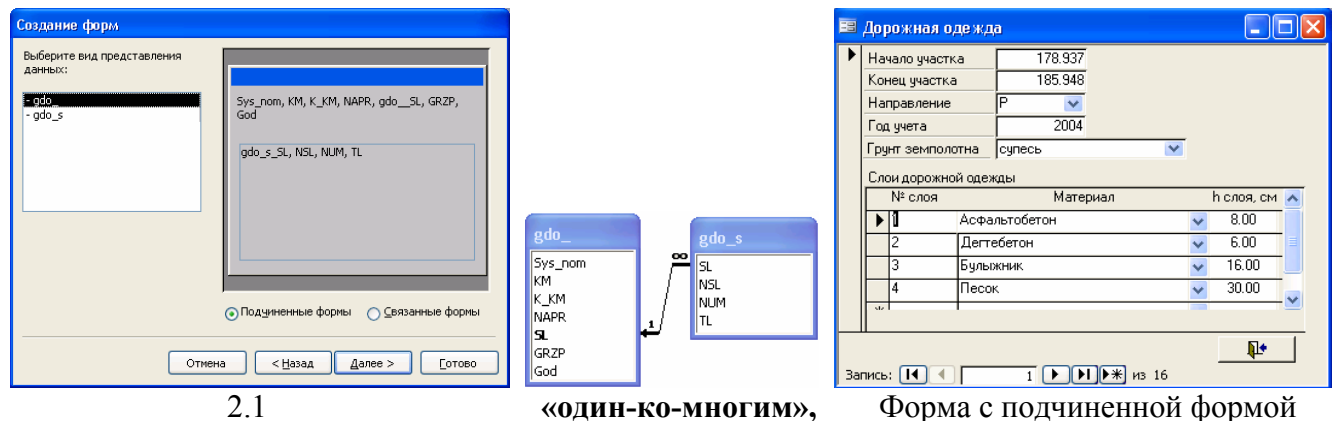 Создание форм
Выберите вид представления
данных:
- gdo_
- gdo_s
Sys_nom, KM, K_KM, NAPR, gdo__SL, GRZP,
God
gdo_s_SL, NSL, NUM, TL
Подчиненные формы
Связанные формы
Отмена
< Назад
Далее >
Готово
2.1
gdo_
Sys_nom
KM
K_KM
NAPR
SL
GRZP
God
∞
1
gdo_s
SL
NSL
NUM
TL
«один-ко-многим»,
Дорожная одежда
Начало участка 178.937
Конец участка 185.948
Направление Р
Год учета 2004
Грунт земполотна супесь
Слои дорожной одежды
№ слоя Материал h слоя, см
1 Асфальтобетон 8.00
2 Дегтебетон 6.00
3 Булыжник 16.00
4 Песок 30.00
Запись: 1 из 16
Форма с подчиненной формой